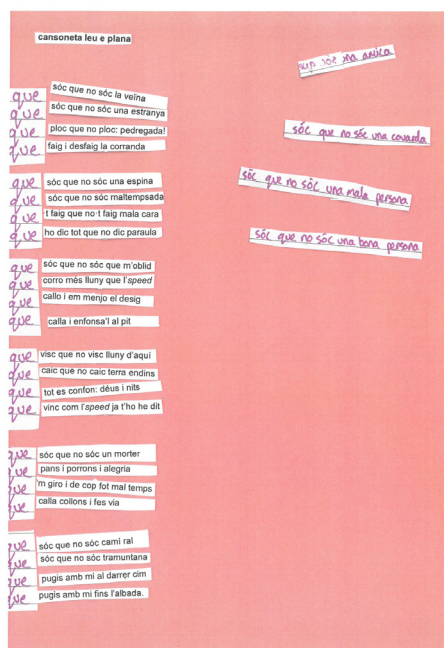 cansoneta leu e plana
que sóc que no sóc la veïna
que sóc que no sóc una estranya
que ploc que no ploc: pedregada!
que faig i desfaig la corranda
que sóc que no sóc una espina
que sóc que no sóc maltempsada
que ·t faig que no·t faig mala cara
que ho dic tot que no dic paraula
que sóc que no sóc que m'oblid
que corro més lluny que l'speed
que callo i em menjo el desig
que calla i enfonsa'l al pit
que visc que no visc lluny d'aquí
que caic que no caic terra endins
que tot es confon: déus i nits
que vinc com l'speed ja t'ho he dit
que sóc que no sóc un morter
que pans i porrons i alegria
que 'm giro i de cop fot mal temps
que calla collons i fes via
que sóc que no sóc camí ral
que sóc que no sóc tramuntana
que pugis amb mi al darrer cim
que pugis amb mi fins l'albada.
que sóc ma amiga
sóc que no sóc una covarda
sóc que no sóc una mala persona
sóc que no sóc una bona persona